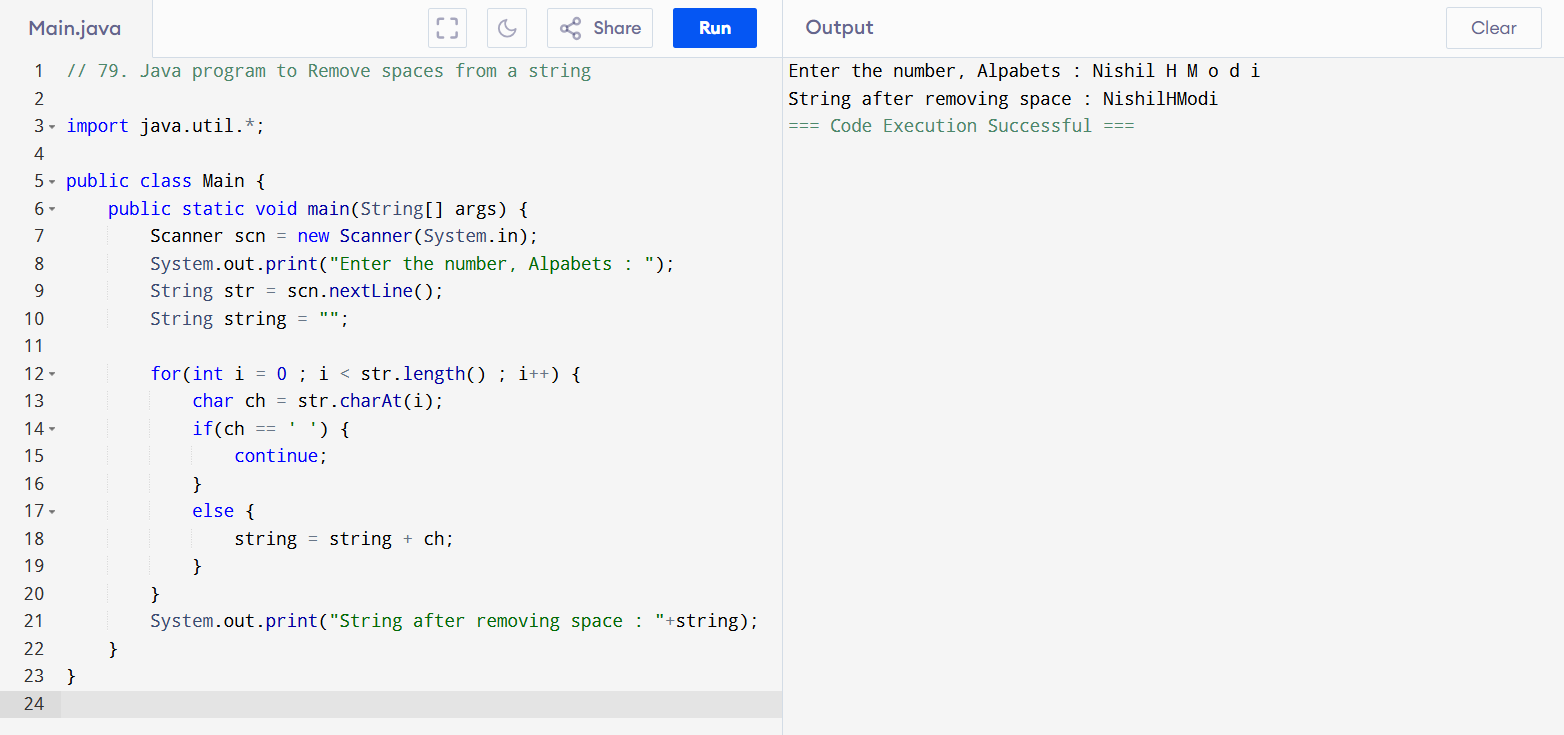 Main.java
Share
Run
Output
Clear
1 // 79. Java program to Remove spaces from a string
2
3 import java.util.*;
4
5 public class Main {
6     public static void main(String[] args) {
7         Scanner scn = new Scanner(System.in);
8         System.out.print("Enter the number, Alpabets : ");
9         String str = scn.nextLine();
10         String string = "";
11
12         for(int i = 0 ; i < str.length() ; i++) {
13             char ch = str.charAt(i);
14             if(ch == ' ') {
15                 continue;
16             }
17             else {
18                 string = string + ch;
19             }
20         }
21         System.out.print("String after removing space : "+string);
22     }
23 }
24
Enter the number, Alpabets : Nishil H M o d i
String after removing space : NishilHModi
=== Code Execution Successful ===